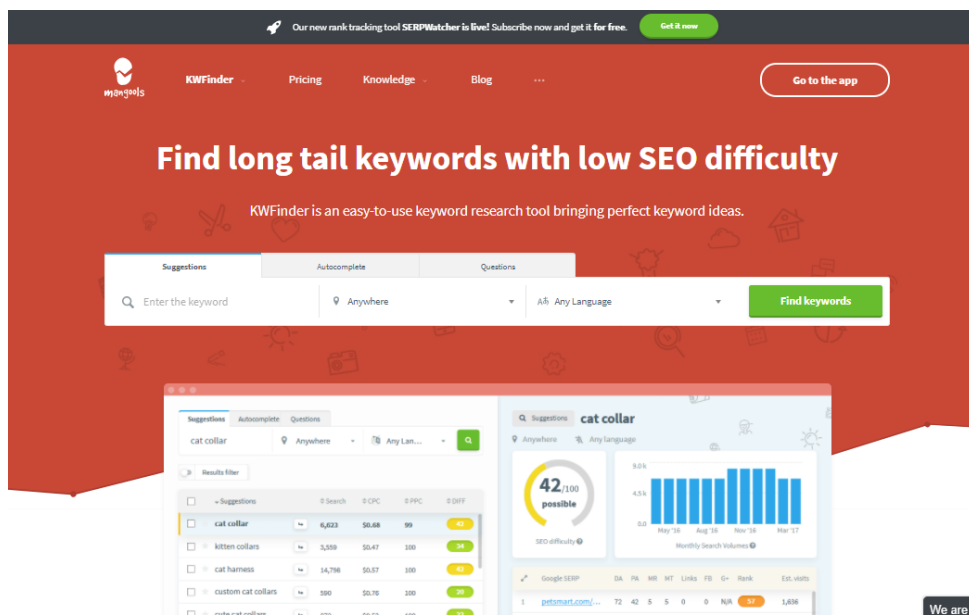 Our new rank tracking tool SERPWatcher is live! Subscribe now and get it for free. Get it now
mangools
KWFinder Pricing Knowledge Blog ... Go to the app
Find long tail keywords with low SEO difficulty
KWFinder is an easy-to-use keyword research tool bringing perfect keyword ideas.
Suggestions Autocomplete Questions
Enter the keyword Anywhere Any Language Find keywords
Suggestions Autocomplete Questions
cat collar Anywhere Any Lan...
Results filter
Suggestions Search CPC PPC DIFF
cat collar 6,623 $0.68 99 42
kitten collars 3,559 $0.47 100 34
cat harness 14,798 $0.57 100 42
custom cat collars 590 $0.76 100 30
cute cat collars
Suggestions cat collar
Anywhere Any language
42/100
possible
SEO difficulty
9.0 k
4.5 k
0.0
May '16 Aug '16 Nov '16 Mar '17
Monthly Search Volumes
Google SERP DA PA MR MT Links FB G+ Rank Est. visits
1 petsmart.com/... 72 42 5 5 0 0 N/A 57 1,636
We are